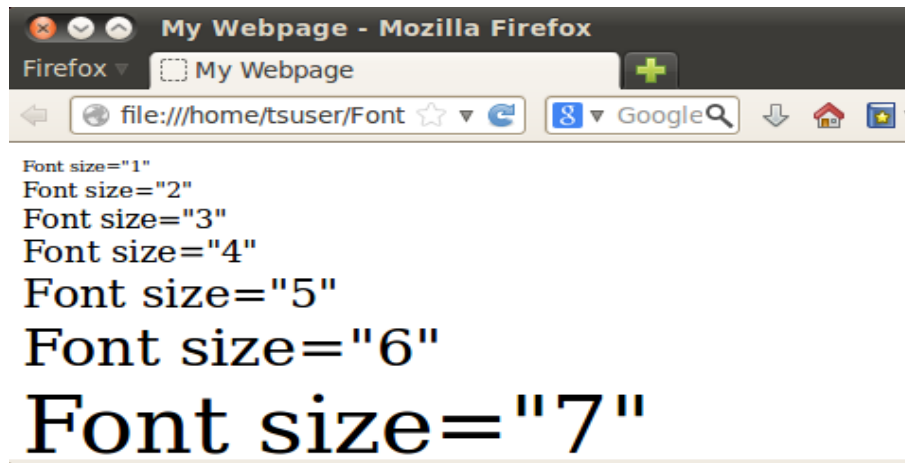 My Webpage - Mozilla Firefox
Firefox My Webpage
file:///home/tsuser/Font 8 Google
Font size="1"
Font size="2"
Font size="3"
Font size="4"
Font size="5"
Font size="6"
Font size="7"